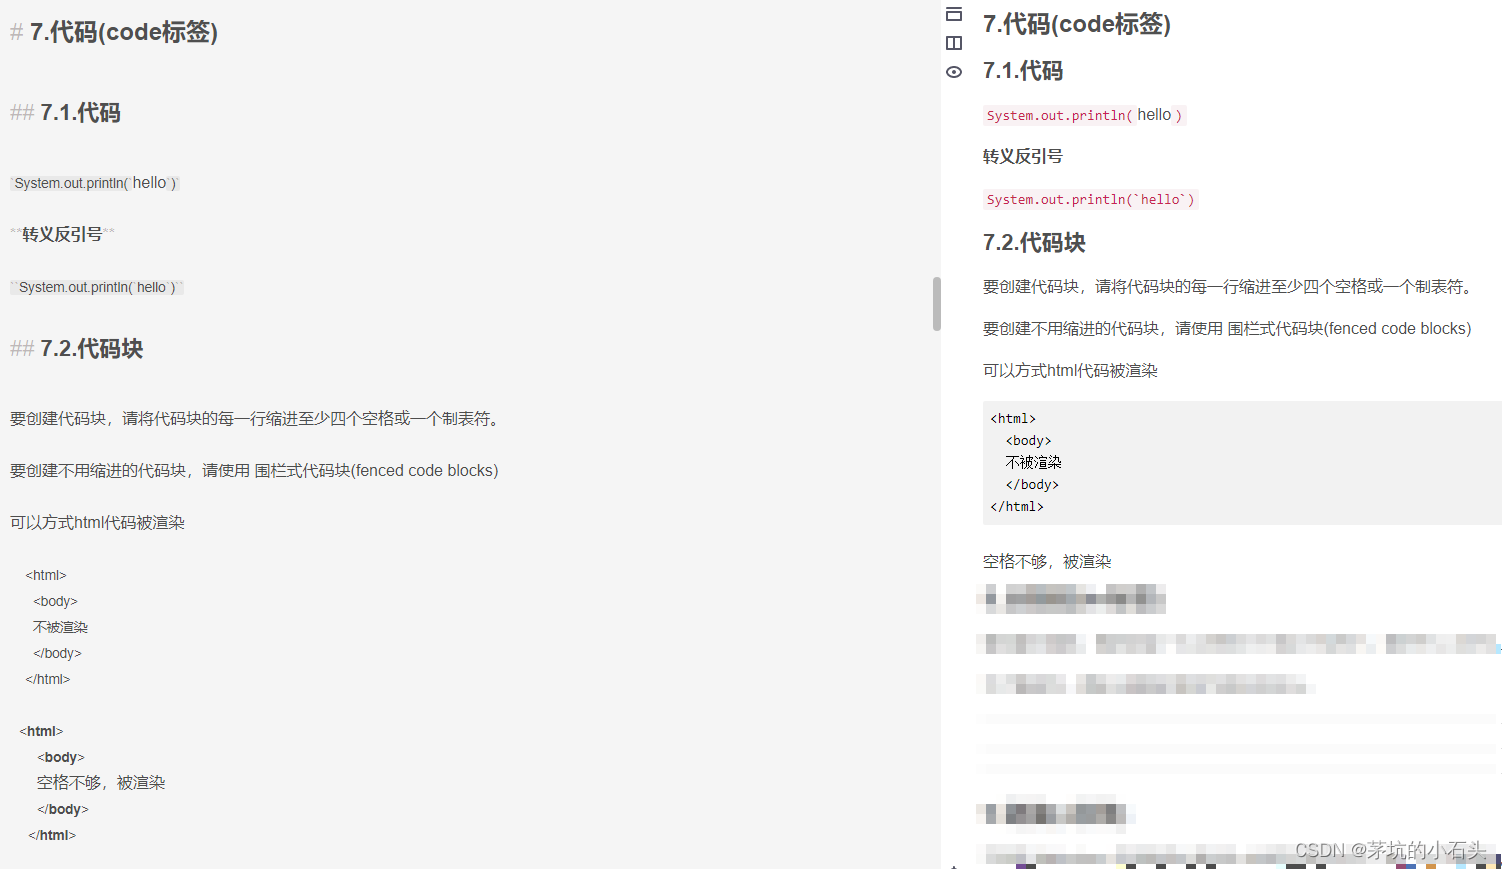 # 7.代码(code标签)
## 7.1.代码
`System.out.println(`hello`)`
**转义反引号**
``System.out.println(`hello`)``
## 7.2.代码块
要创建代码块，请将代码块的每一行缩进至少四个空格或一个制表符。
要创建不用缩进的代码块，请使用 围栏式代码块(fenced code blocks)
可以方式html代码被渲染
<html>
<body>
不被渲染
</body>
</html>
<html>
<body>
空格不够，被渲染
</body>
</html>
7.代码(code标签)
7.1.代码
System.out.println(hello)
转义反引号
System.out.println(`hello`)
7.2.代码块
要创建代码块，请将代码块的每一行缩进至少四个空格或一个制表符。
要创建不用缩进的代码块，请使用 围栏式代码块(fenced code blocks)
可以方式html代码被渲染
<html>
<body>
不被渲染
</body>
</html>
空格不够，被渲染
CSDN @茅坑的小石头